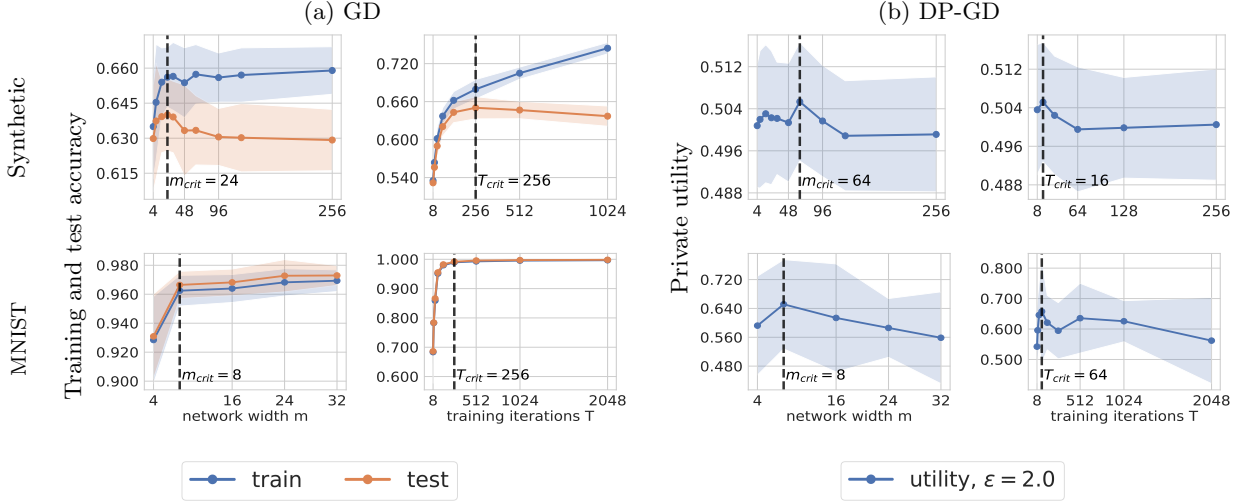 (a) GD
(b) DP-GD
Synthetic
MNIST
Training and test accuracy
Private utility
0.660
0.645
0.630
0.615
m_crit = 24
4 48 96 256
0.720
0.660
0.600
0.540
T_crit = 256
8 256 512 1024
0.512
0.504
0.496
0.488
m_crit = 64
4 48 96 256
0.512
0.504
0.496
0.488
T_crit = 16
8 64 128 256
0.980
0.960
0.940
0.920
0.900
m_crit = 8
4 16 24 32
network width m
1.000
0.900
0.800
0.700
0.600
T_crit = 256
8 512 1024 2048
training iterations T
0.720
0.640
0.560
0.480
m_crit = 8
4 16 24 32
network width m
0.800
0.700
0.600
0.500
T_crit = 64
8 512 1024 2048
training iterations T
train test
utility, ε = 2.0